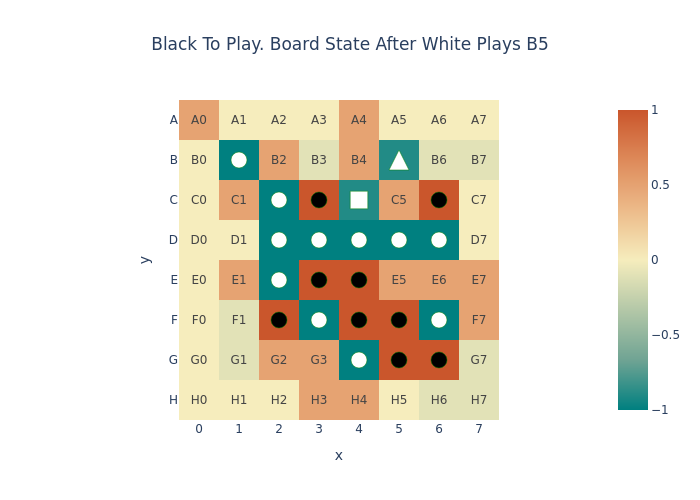 Black To Play. Board State After White Plays B5
A A0 A1 A2 A3 A4 A5 A6 A7
B B0 B2 B3 B4 B6 B7
C C0 C1 C5 C7
D D0 D1 D7
E E0 E1 E5 E6 E7
F F0 F1 F7
G G0 G1 G2 G3 G7
H H0 H1 H2 H3 H4 H5 H6 H7
0 1 2 3 4 5 6 7
x
y
1
0.5
0
−0.5
−1